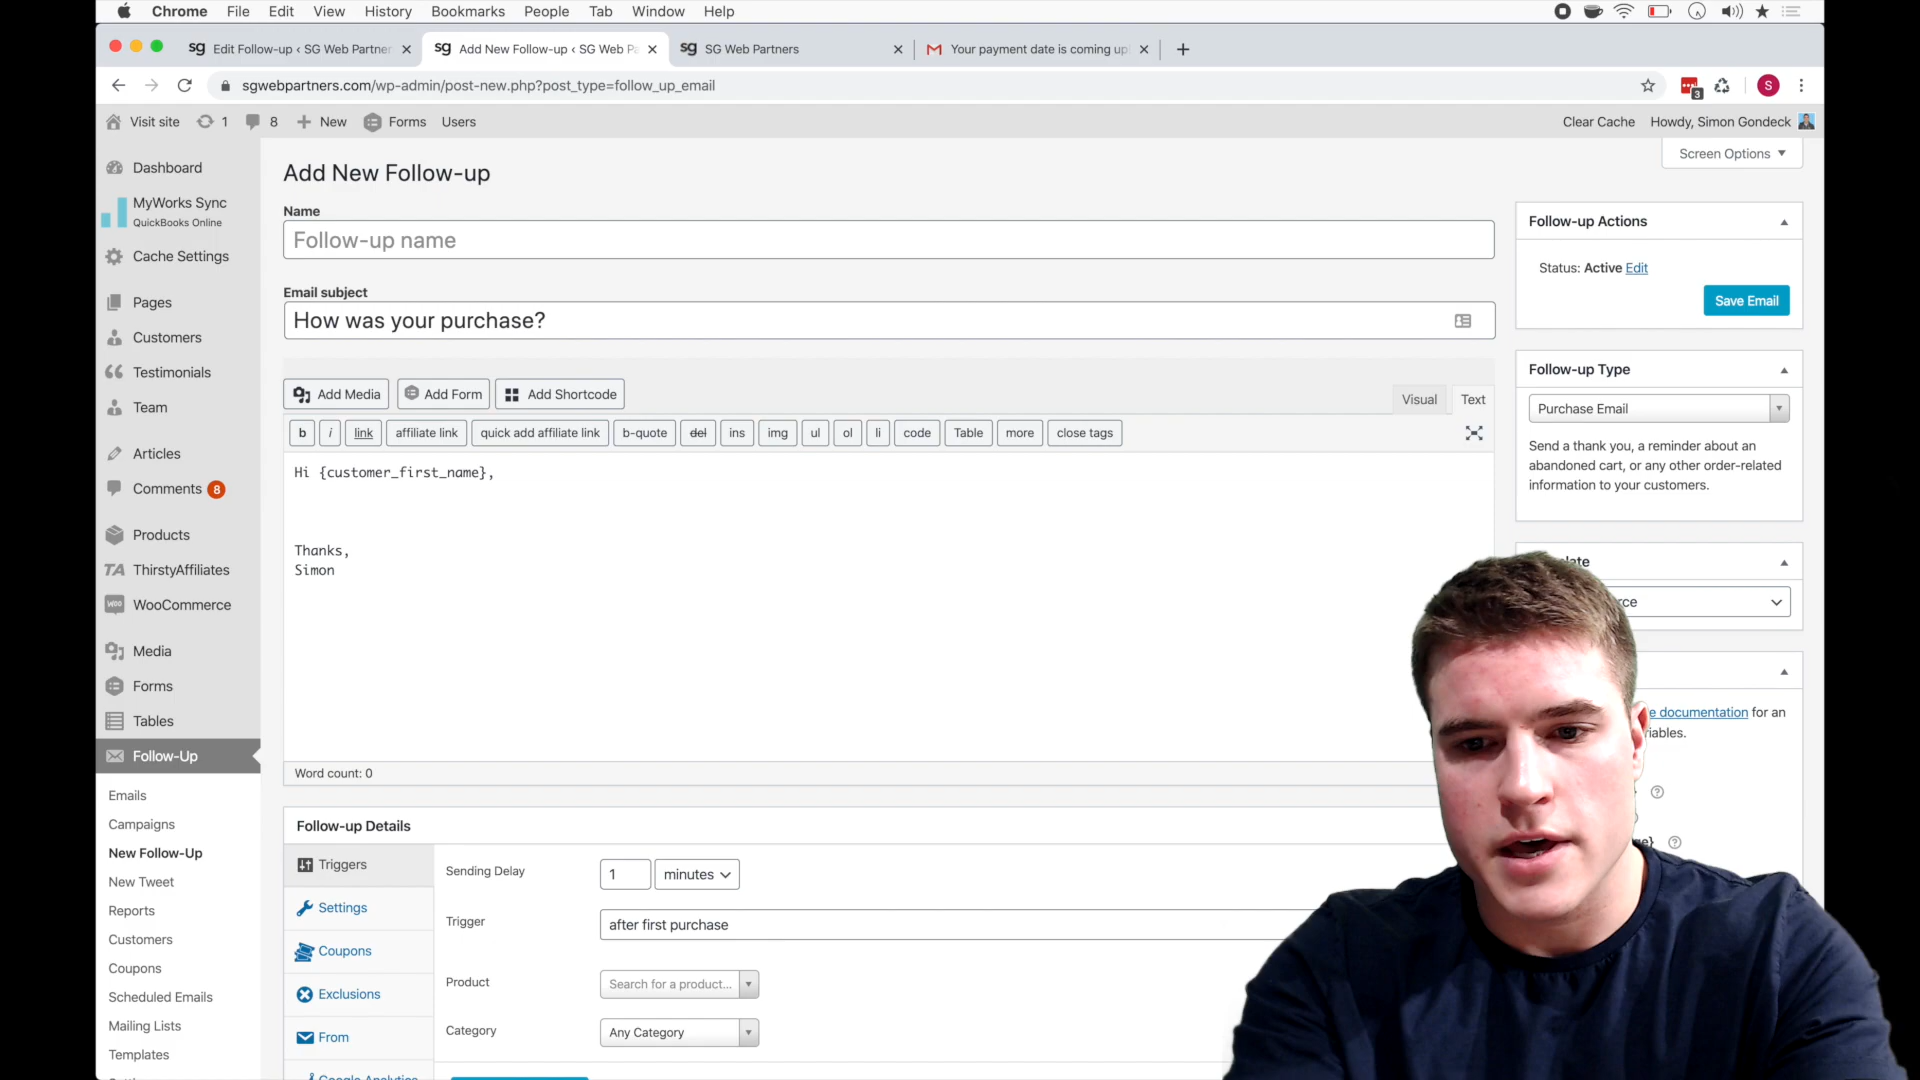 Chrome File Edit View History Bookmarks People Tab Window Help
sg Edit Follow-up ‹ SG Web Partner
sg Add New Follow-up ‹ SG Web Pa
sg SG Web Partners
Your payment date is coming up
sgwebpartners.com/wp-admin/post-new.php?post_type=follow_up_email
3
S
Visit site 1 8 New Forms Users Clear Cache Howdy, Simon Gondeck
Screen Options
Dashboard
MyWorks Sync
QuickBooks Online
Cache Settings
Pages
Customers
Testimonials
Team
Articles
Comments 8
Products
TA ThirstyAffiliates
Woo WooCommerce
Media
Forms
Tables
Follow-Up
Emails
Campaigns
New Follow-Up
New Tweet
Reports
Customers
Coupons
Scheduled Emails
Mailing Lists
Templates
Add New Follow-up
Name
Follow-up name
Email subject
How was your purchase?
Add Media Add Form Add Shortcode
Visual Text
b i link affiliate link quick add affiliate link b-quote del ins img ul ol li code Table more close tags
Hi {customer_first_name},
Thanks,
Simon
Word count: 0
Follow-up Details
Triggers
Settings
Coupons
Exclusions
From
Google Analytics
Sending Delay 1 minutes
Trigger after first purchase
Product Search for a product...
Category Any Category
Follow-up Actions
Status: Active Edit
Save Email
Follow-up Type
Purchase Email
Send a thank you, a reminder about an
abandoned cart, or any other order-related
information to your customers.
documentation for an